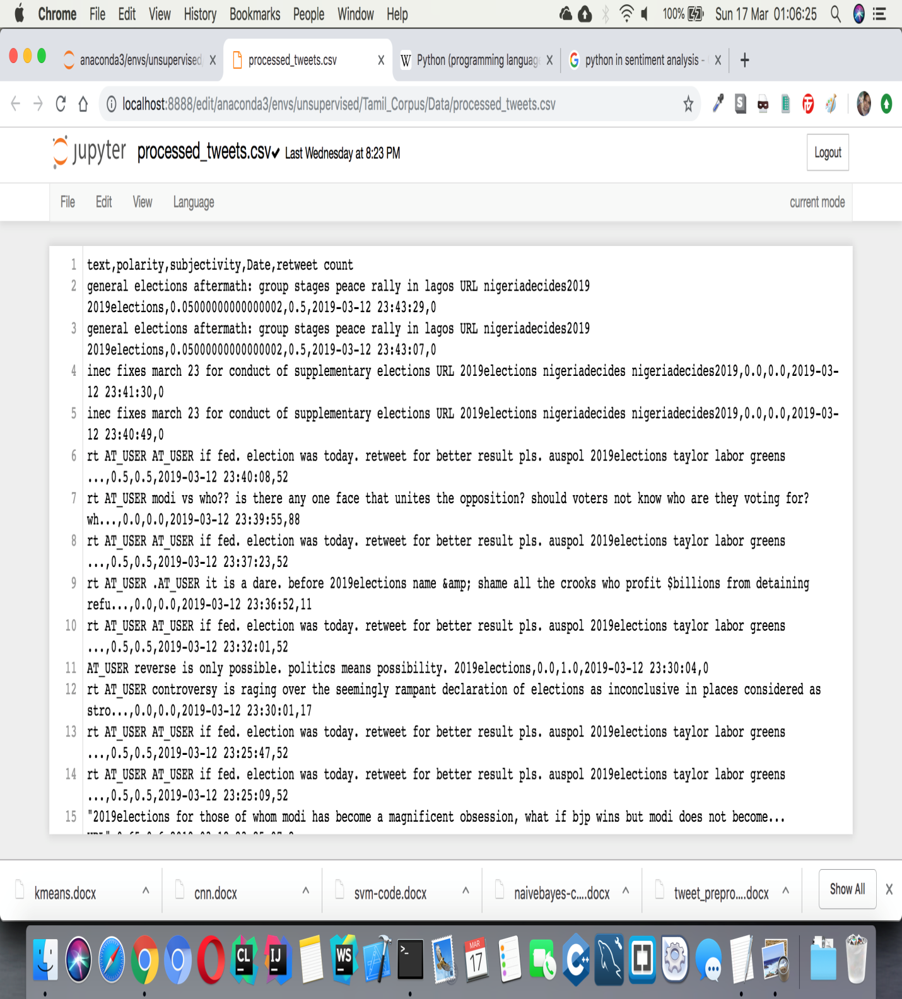 Chrome File Edit View History Bookmarks People Window Help 100% Sun 17 Mar 01:06:25
anaconda3/envs/unsupervised processed_tweets.csv Python (programming languag python in sentiment analysis -
localhost:8888/edit/anaconda3/envs/unsupervised/Tamil_Corpus/Data/processed_tweets.csv
jupyter processed_tweets.csv✔ Last Wednesday at 8:23 PM Logout
File Edit View Language current mode
1 text,polarity,subjectivity,Date,retweet count
2 general elections aftermath: group stages peace rally in lagos URL nigeriadecides2019
2019elections,0.05000000000000002,0.5,2019-03-12 23:43:29,0
3 general elections aftermath: group stages peace rally in lagos URL nigeriadecides2019
2019elections,0.05000000000000002,0.5,2019-03-12 23:43:07,0
4 inec fixes march 23 for conduct of supplementary elections URL 2019elections nigeriadecides nigeriadecides2019,0.0,0.0,2019-03-
12 23:41:30,0
5 inec fixes march 23 for conduct of supplementary elections URL 2019elections nigeriadecides nigeriadecides2019,0.0,0.0,2019-03-
12 23:40:49,0
6 rt AT_USER AT_USER if fed. election was today. retweet for better result pls. auspol 2019elections taylor labor greens
...,0.5,0.5,2019-03-12 23:40:08,52
7 rt AT_USER modi vs who?? is there any one face that unites the opposition? should voters not know who are they voting for?
wh...,0.0,0.0,2019-03-12 23:39:55,88
8 rt AT_USER AT_USER if fed. election was today. retweet for better result pls. auspol 2019elections taylor labor greens
...,0.5,0.5,2019-03-12 23:37:23,52
9 rt AT_USER .AT_USER it is a dare. before 2019elections name &amp; shame all the crooks who profit $billions from detaining
refu...,0.0,0.0,2019-03-12 23:36:52,11
10 rt AT_USER AT_USER if fed. election was today. retweet for better result pls. auspol 2019elections taylor labor greens
...,0.5,0.5,2019-03-12 23:32:01,52
11 AT_USER reverse is only possible. politics means possibility. 2019elections,0.0,1.0,2019-03-12 23:30:04,0
12 rt AT_USER controversy is raging over the seemingly rampant declaration of elections as inconclusive in places considered as
stro...,0.0,0.0,2019-03-12 23:30:01,17
13 rt AT_USER AT_USER if fed. election was today. retweet for better result pls. auspol 2019elections taylor labor greens
...,0.5,0.5,2019-03-12 23:25:47,52
14 rt AT_USER AT_USER if fed. election was today. retweet for better result pls. auspol 2019elections taylor labor greens
...,0.5,0.5,2019-03-12 23:25:09,52
15 "2019elections for those of whom modi has become a magnificent obsession, what if bjp wins but modi does not become...
kmeans.docx cnn.docx svm-code.docx naivebayes-c....docx tweet_prepro....docx Show All
CL IJ WS MAR 17 C++